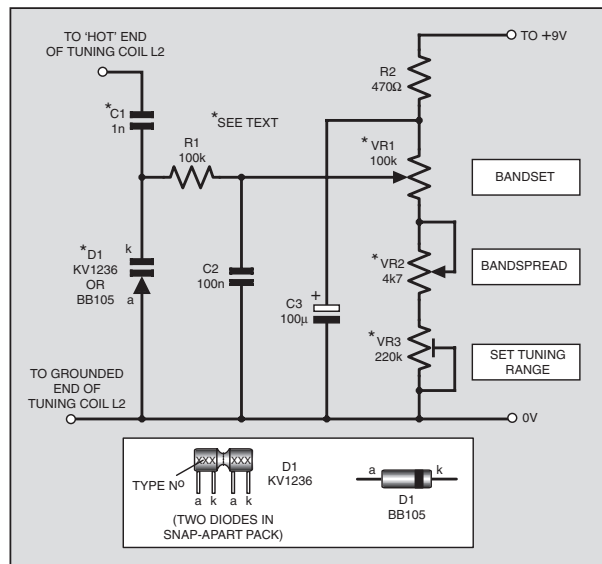 TO 'HOT' END
OF TUNING COIL L2
TO +9V
R2
470Ω
*C1
1n
*SEE TEXT
R1
100k
*VR1
100k
BANDSET
*D1
KV1236
OR
BB105
k
a
C2
100n
C3
100µ
+
*VR2
4k7
BANDSPREAD
*VR3
220k
SET TUNING
RANGE
TO GROUNDED
END OF
TUNING COIL L2
0V
XXX XXX
TYPE Nº
a k a k
D1
KV1236
(TWO DIODES IN
SNAP-APART PACK)
a k
D1
BB105